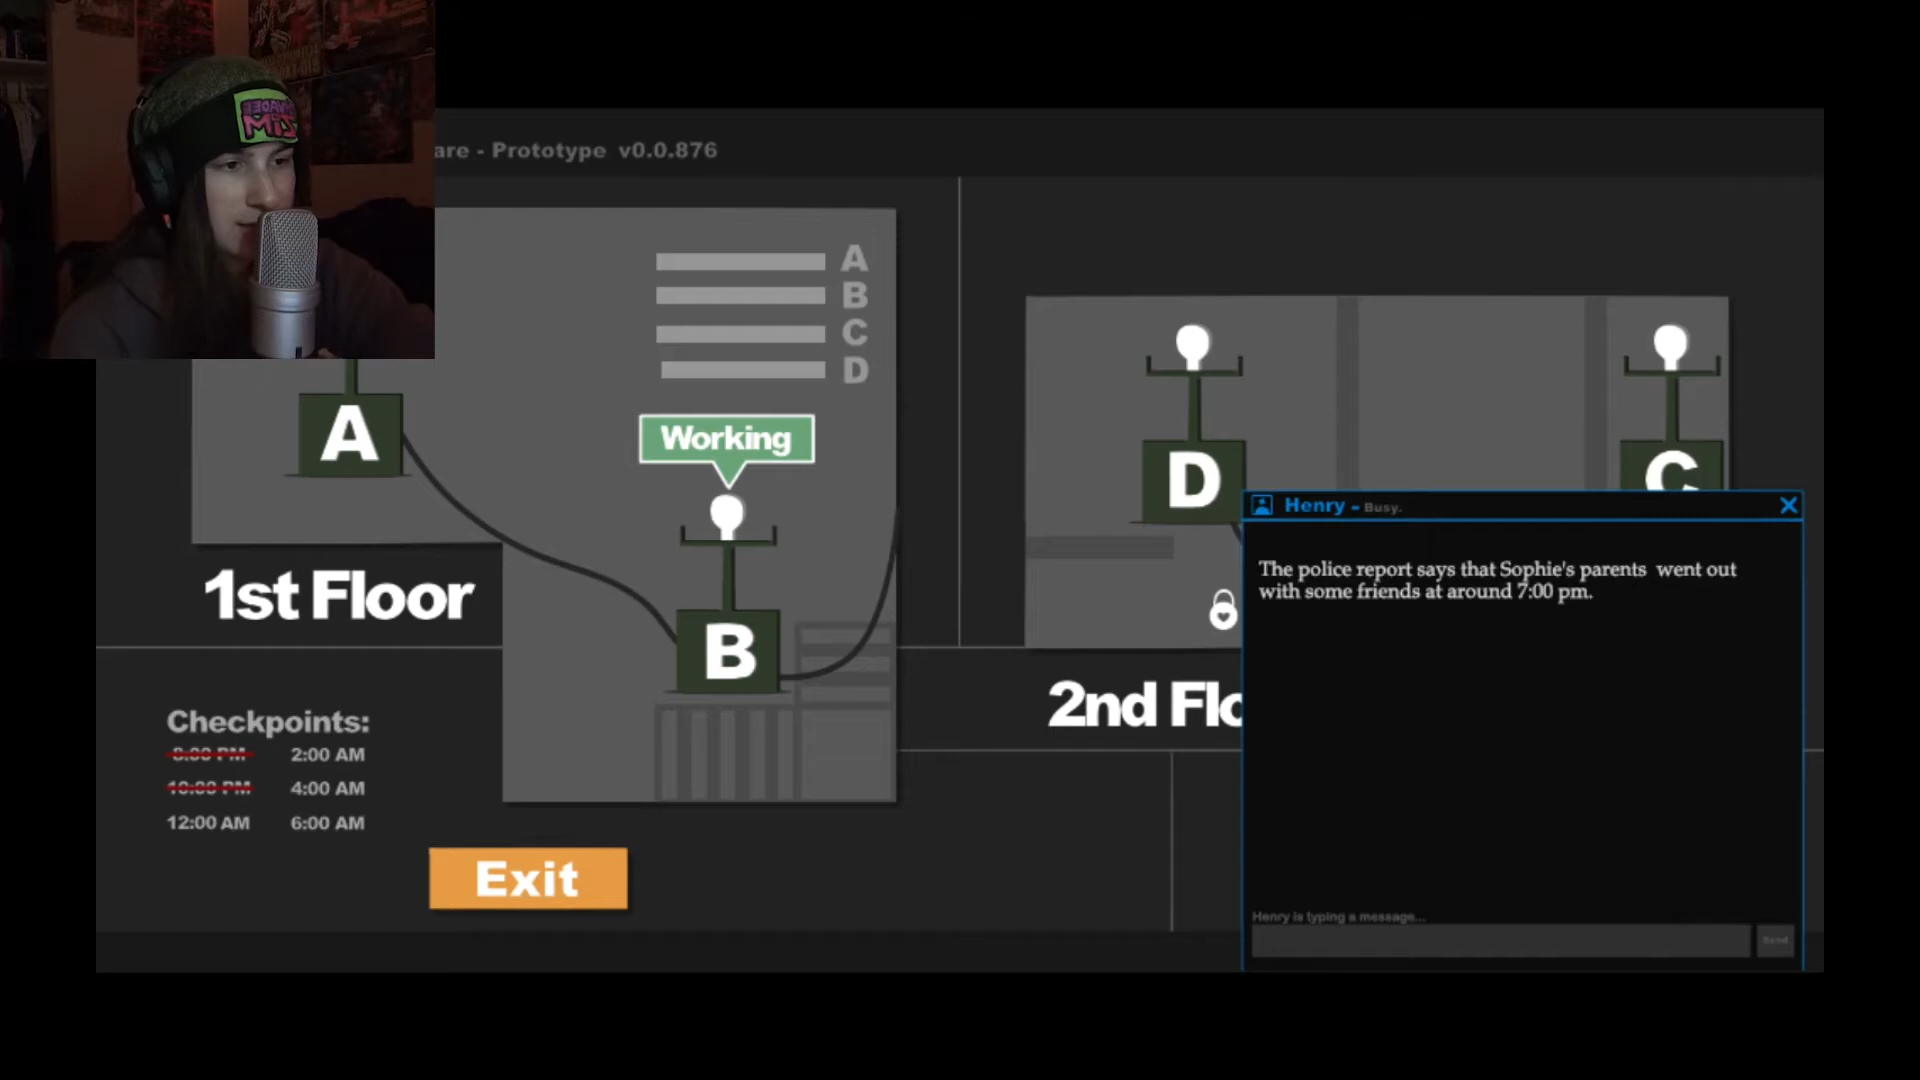 are - Prototype v0.0.876
A
B
C
D
Working
A
B
D
C
1st Floor
2nd Flo
Henry - Busy.
The police report says that Sophie's parents went out
with some friends at around 7:00 pm.
Henry is typing a message...
Send
Checkpoints:
8:00 PM 2:00 AM
10:00 PM 4:00 AM
12:00 AM 6:00 AM
Exit